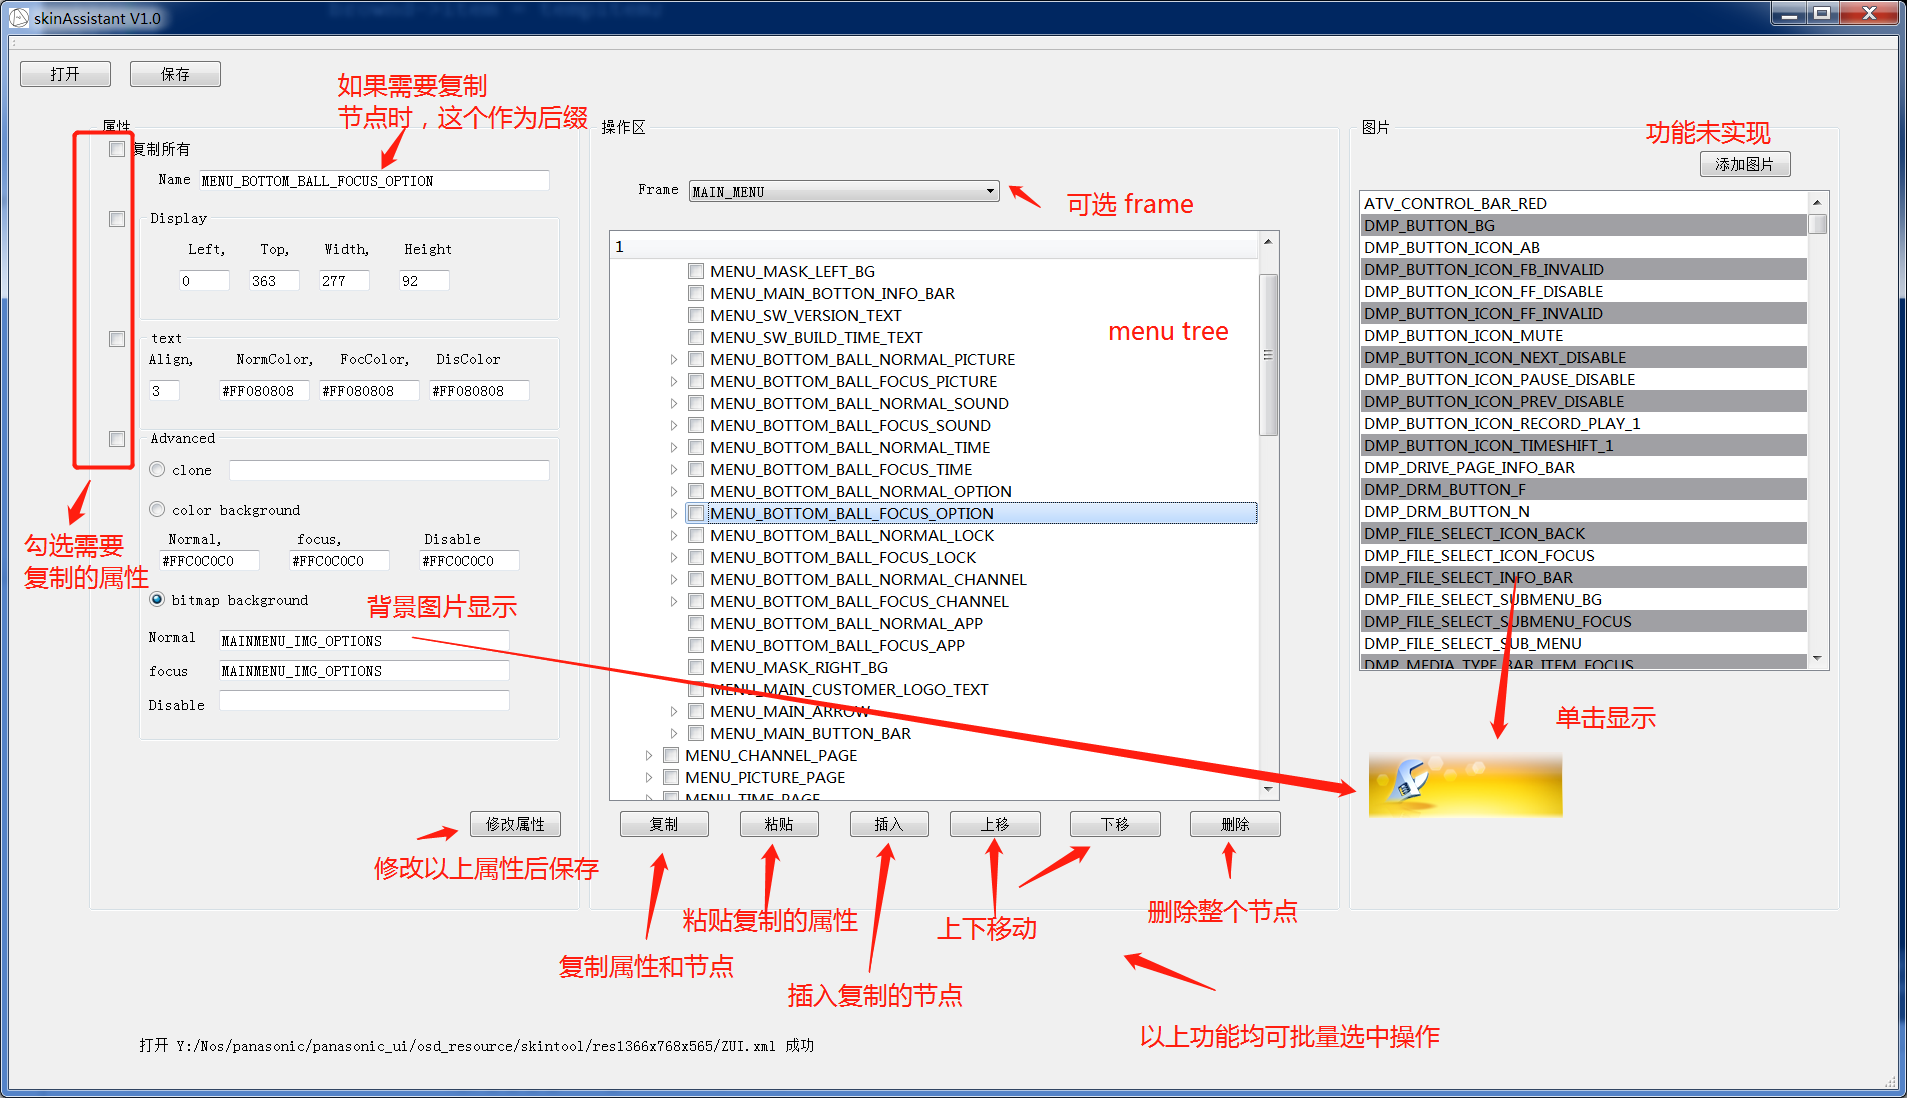 skinAssistant V1.0
打开
保存
如果需要复制
节点时，这个作为后缀
属性
复制所有
Name
MENU_BOTTOM_BALL_FOCUS_OPTION
Display
Left,
Top,
Width,
Height
0
363
277
92
text
Align,
NormColor,
FocColor,
DisColor
3
#FF080808
#FF080808
#FF080808
Advanced
clone
color background
Normal,
focus,
Disable
#FFC0C0C0
#FFC0C0C0
#FFC0C0C0
勾选需要
复制的属性
bitmap background
背景图片显示
Normal
MAINMENU_IMG_OPTIONS
focus
MAINMENU_IMG_OPTIONS
Disable
修改属性
修改以上属性后保存
操作区
Frame
MAIN_MENU
可选 frame
1
MENU_MASK_LEFT_BG
MENU_MAIN_BOTTON_INFO_BAR
MENU_SW_VERSION_TEXT
menu tree
MENU_SW_BUILD_TIME_TEXT
MENU_BOTTOM_BALL_NORMAL_PICTURE
MENU_BOTTOM_BALL_FOCUS_PICTURE
MENU_BOTTOM_BALL_NORMAL_SOUND
MENU_BOTTOM_BALL_FOCUS_SOUND
MENU_BOTTOM_BALL_NORMAL_TIME
MENU_BOTTOM_BALL_FOCUS_TIME
MENU_BOTTOM_BALL_NORMAL_OPTION
MENU_BOTTOM_BALL_FOCUS_OPTION
MENU_BOTTOM_BALL_NORMAL_LOCK
MENU_BOTTOM_BALL_FOCUS_LOCK
MENU_BOTTOM_BALL_NORMAL_CHANNEL
MENU_BOTTOM_BALL_FOCUS_CHANNEL
MENU_BOTTOM_BALL_NORMAL_APP
MENU_BOTTOM_BALL_FOCUS_APP
MENU_MASK_RIGHT_BG
MENU_MAIN_CUSTOMER_LOGO_TEXT
MENU_MAIN_ARROW
MENU_MAIN_BUTTON_BAR
MENU_CHANNEL_PAGE
MENU_PICTURE_PAGE
MENU_TIME_PAGE
复制
粘贴
插入
上移
下移
删除
粘贴复制的属性
上下移动
删除整个节点
复制属性和节点
插入复制的节点
以上功能均可批量选中操作
图片
功能未实现
添加图片
ATV_CONTROL_BAR_RED
DMP_BUTTON_BG
DMP_BUTTON_ICON_AB
DMP_BUTTON_ICON_FB_INVALID
DMP_BUTTON_ICON_FF_DISABLE
DMP_BUTTON_ICON_FF_INVALID
DMP_BUTTON_ICON_MUTE
DMP_BUTTON_ICON_NEXT_DISABLE
DMP_BUTTON_ICON_PAUSE_DISABLE
DMP_BUTTON_ICON_PREV_DISABLE
DMP_BUTTON_ICON_RECORD_PLAY_1
DMP_BUTTON_ICON_TIMESHIFT_1
DMP_DRIVE_PAGE_INFO_BAR
DMP_DRM_BUTTON_F
DMP_DRM_BUTTON_N
DMP_FILE_SELECT_ICON_BACK
DMP_FILE_SELECT_ICON_FOCUS
DMP_FILE_SELECT_INFO_BAR
DMP_FILE_SELECT_SUBMENU_BG
DMP_FILE_SELECT_SUBMENU_FOCUS
DMP_FILE_SELECT_SUB_MENU
DMP_MEDIA_TYPE_BAR_ITEM_FOCUS
单击显示
打开 Y:/Nos/panasonic/panasonic_ui/osd_resource/skintool/res1366x768x565/ZUI.xml 成功